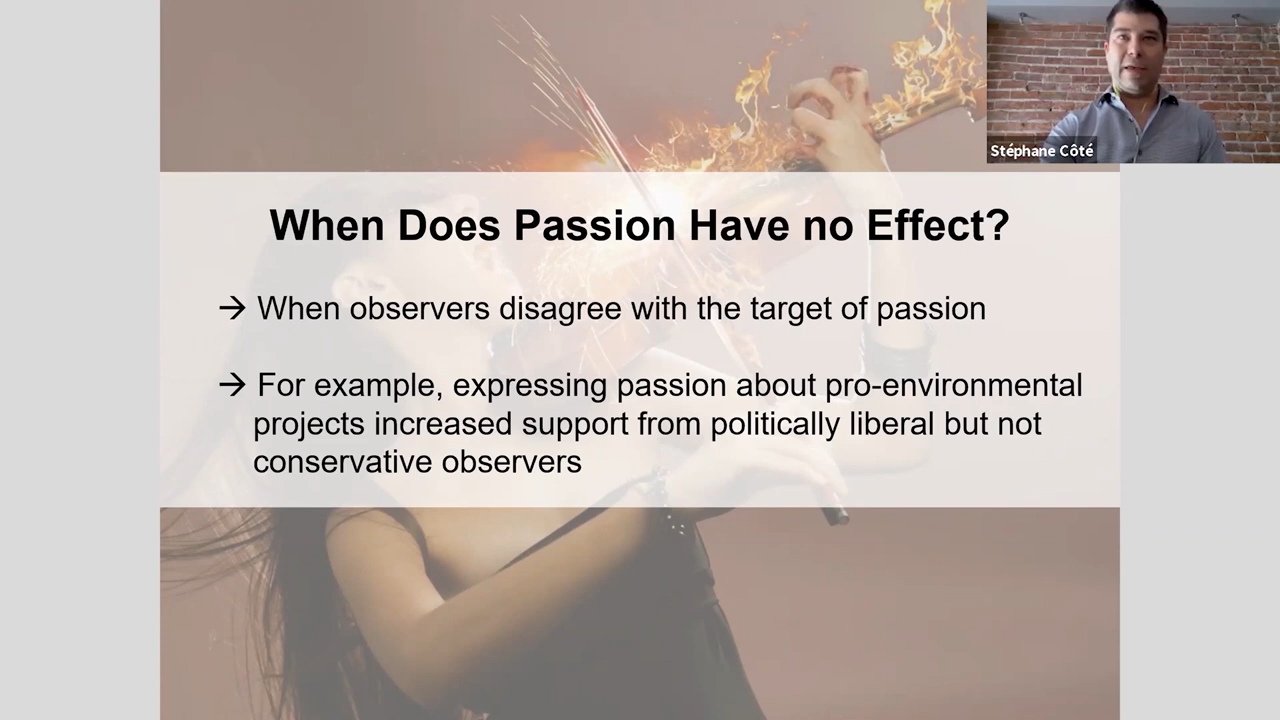 Stéphane Côté
When Does Passion Have no Effect?
→ When observers disagree with the target of passion
→ For example, expressing passion about pro-environmental
projects increased support from politically liberal but not
conservative observers